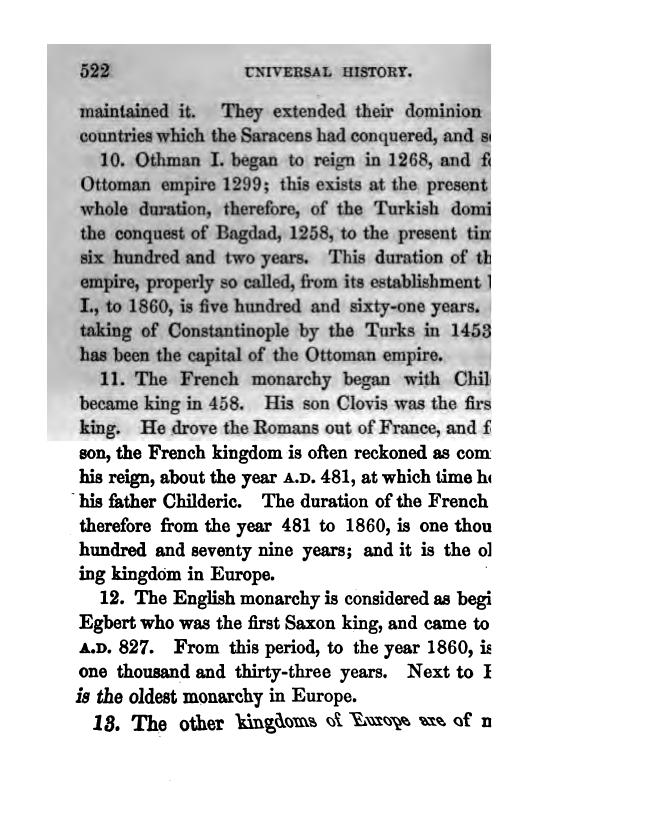 522 UNIVERSAL HISTORY.
maintained it. They extended their dominion
countries which the Saracens had conquered, and
10. Othman I. began to reign in 1268, and
Ottoman empire 1299; this exists at the present
whole duration, therefore, of the Turkish domi
the conquest of Bagdad, 1258, to the present
six hundred and two years. This duration of
empire, properly so called, from its establishment
I., to 1860, is five hundred and sixty-one years.
taking of Constantinople by the Turks in 1453
has been the capital of the Ottoman empire.
11. The French monarchy began with Chil
became king in 458. His son Clovis was the firs
king. He drove the Romans out of France, and
son, the French kingdom is often reckoned as com
his reign, about the year A.D. 481, at which time
his father Childeric. The duration of the French
therefore from the year 481 to 1860, is one thou
hundred and seventy nine years; and it is the
ing kingdom in Europe.
12. The English monarchy is considered as begi
Egbert who was the first Saxon king, and came to
A.D. 827. From this period, to the year 1860, is
one thousand and thirty-three years. Next to
is the oldest monarchy in Europe.
13. The other kingdoms of Europe are of